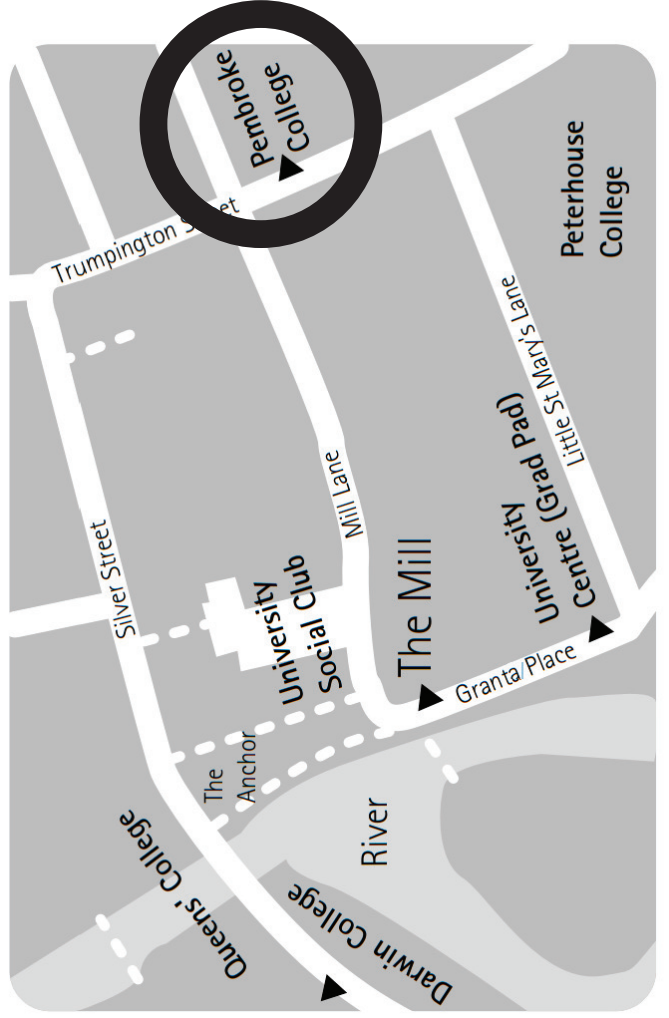 Pembroke
College
Trumpington Street
Peterhouse
College
Little St Mary's Lane
University
Centre (Grad Pad)
Mill Lane
The Mill
Granta Place
Silver Street
University
Social Club
The
Anchor
River
Queens' College
Darwin College